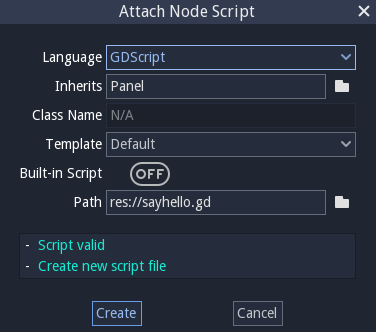 Attach Node Script
Language GDScript
Inherits Panel
Class Name N/A
Template Default
Built-in Script OFF
Path res://sayhello.gd
- Script valid
- Create new script file
Create Cancel